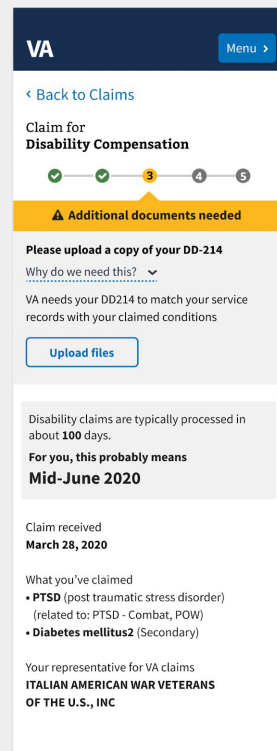 VA
Menu >
‹ Back to Claims
Claim for
Disability Compensation
3 4 5
Additional documents needed
Please upload a copy of your DD-214
Why do we need this?
VA needs your DD214 to match your service
records with your claimed conditions
Upload files
Disability claims are typically processed in
about 100 days.
For you, this probably means
Mid-June 2020
Claim received
March 28, 2020
What you've claimed
• PTSD (post traumatic stress disorder)
(related to: PTSD - Combat, POW)
• Diabetes mellitus2 (Secondary)
Your representative for VA claims
ITALIAN AMERICAN WAR VETERANS
OF THE U.S., INC